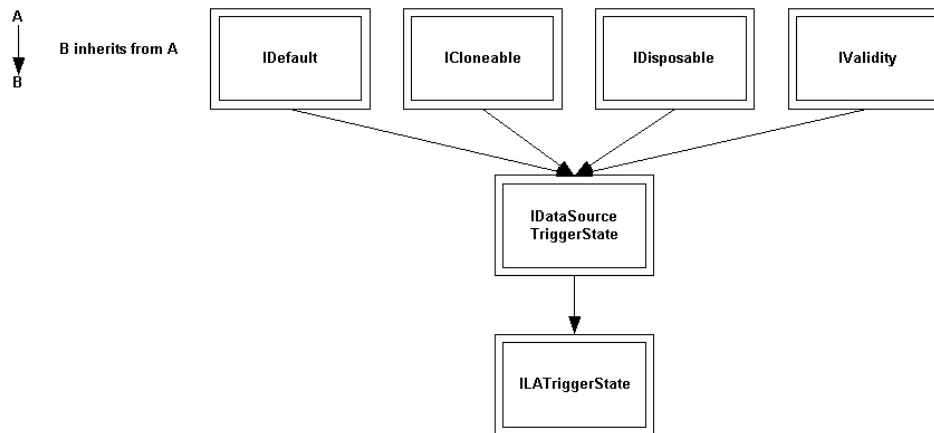 A
B inherits from A
B
IDefault
ICloneable
IDisposable
IValidity
IDataSource
TriggerState
ILATriggerState